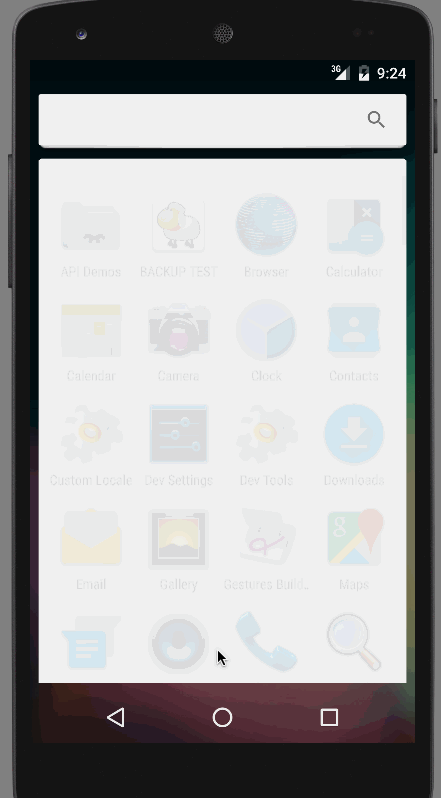 3G 9:24
API Demos BACKUP TEST Browser Calculator
Calendar Camera Clock Contacts
Custom Locale Dev Settings Dev Tools Downloads
Email Gallery Gestures Build... Maps